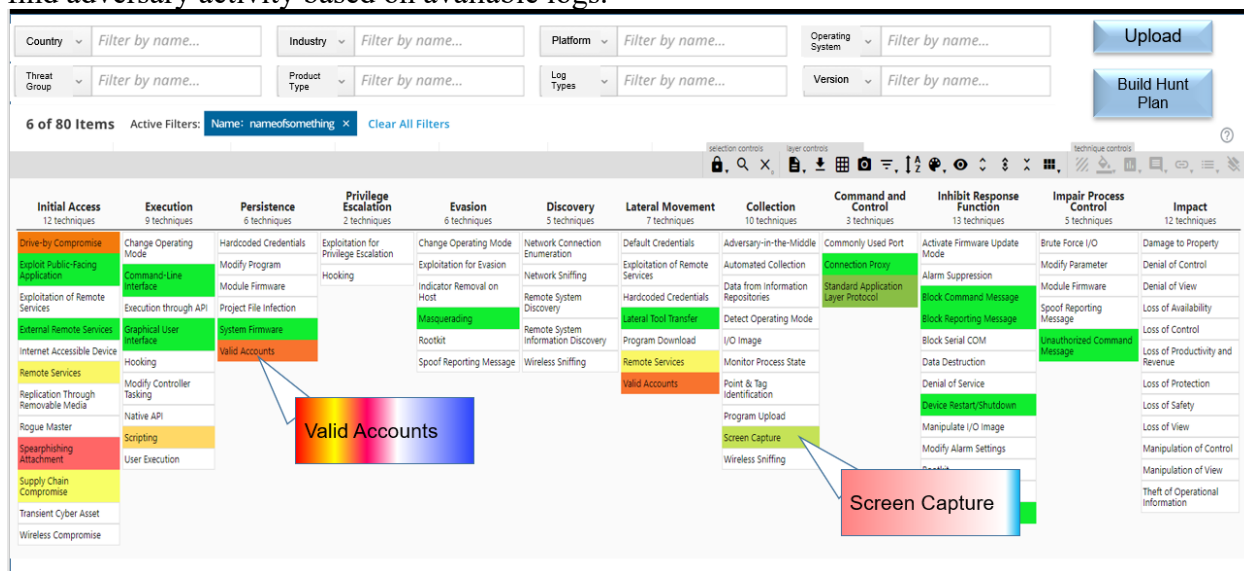 find adversary activity based on available logs.
Country Filter by name... Industry Filter by name... Platform Filter by name... Operating System Filter by name... Upload
Threat Group Filter by name... Product Type Filter by name... Log Types Filter by name... Version Filter by name... Build Hunt Plan
6 of 80 Items Active Filters: Name: nameofsomething × Clear All Filters
selection controls layer controls technique controls
Initial Access
12 techniques
Drive-by Compromise
Exploit Public-Facing
Application
Exploitation of Remote
Services
External Remote Services
Internet Accessible Device
Remote Services
Replication Through
Removable Media
Rogue Master
Spearphishing
Attachment
Supply Chain
Compromise
Transient Cyber Asset
Wireless Compromise
Execution
9 techniques
Change Operating
Mode
Command-Line
Interface
Execution through API
Graphical User
Interface
Hooking
Modify Controller
Tasking
Native API
Scripting
User Execution
Persistence
6 techniques
Hardcoded Credentials
Modify Program
Module Firmware
Project File Infection
System Firmware
Valid Accounts
Valid Accounts
Privilege
Escalation
2 techniques
Exploitation for
Privilege Escalation
Hooking
Evasion
6 techniques
Change Operating Mode
Exploitation for Evasion
Indicator Removal on
Host
Masquerading
Rootkit
Spoof Reporting Message
Discovery
5 techniques
Network Connection
Enumeration
Network Sniffing
Remote System
Discovery
Remote System
Information Discovery
Wireless Sniffing
Lateral Movement
7 techniques
Default Credentials
Exploitation of Remote
Services
Hardcoded Credentials
Lateral Tool Transfer
Program Download
Remote Services
Valid Accounts
Collection
10 techniques
Adversary-in-the-Middle
Automated Collection
Data from Information
Repositories
Detect Operating Mode
I/O Image
Monitor Process State
Point & Tag
Identification
Program Upload
Screen Capture
Wireless Sniffing
Screen Capture
Command and
Control
3 techniques
Commonly Used Port
Connection Proxy
Standard Application
Layer Protocol
Inhibit Response
Function
13 techniques
Activate Firmware Update
Mode
Alarm Suppression
Block Command Message
Block Reporting Message
Block Serial COM
Data Destruction
Denial of Service
Device Restart/Shutdown
Manipulate I/O Image
Modify Alarm Settings
Impair Process
Control
5 techniques
Brute Force I/O
Modify Parameter
Module Firmware
Spoof Reporting
Message
Unauthorized Command
Message
Impact
12 techniques
Damage to Property
Denial of Control
Denial of View
Loss of Availability
Loss of Control
Loss of Productivity and
Revenue
Loss of Protection
Loss of Safety
Loss of View
Manipulation of Control
Manipulation of View
Theft of Operational
Information